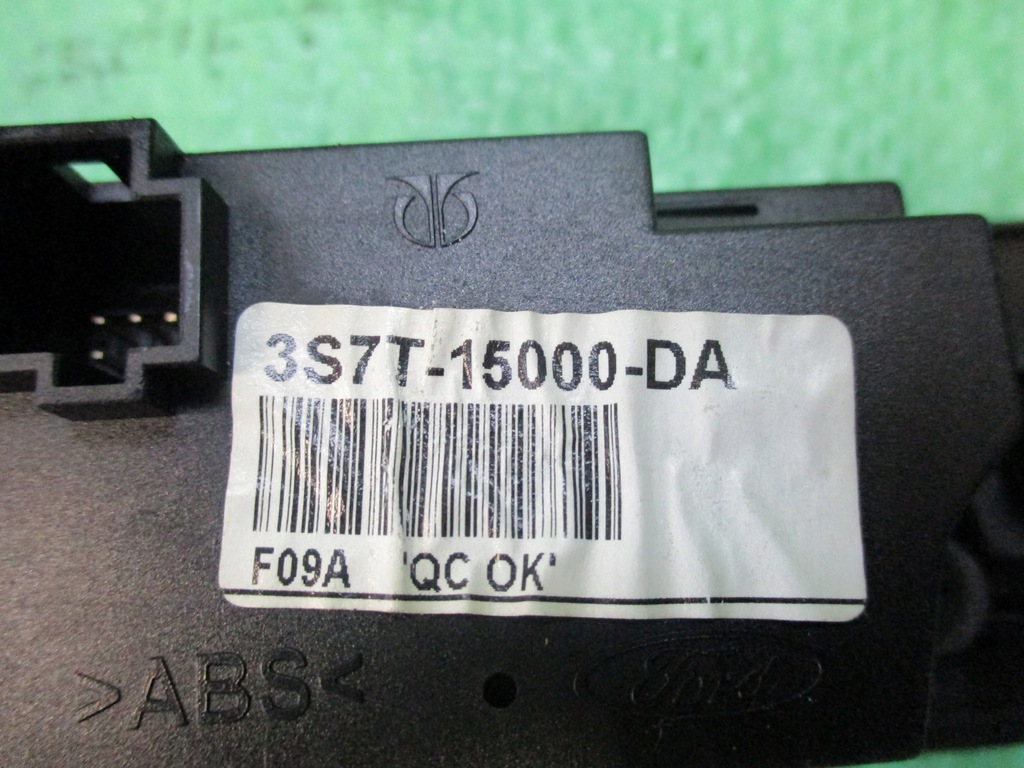 3S7T-15000-DA
F09A 'QC OK'
>ABS<
Ford